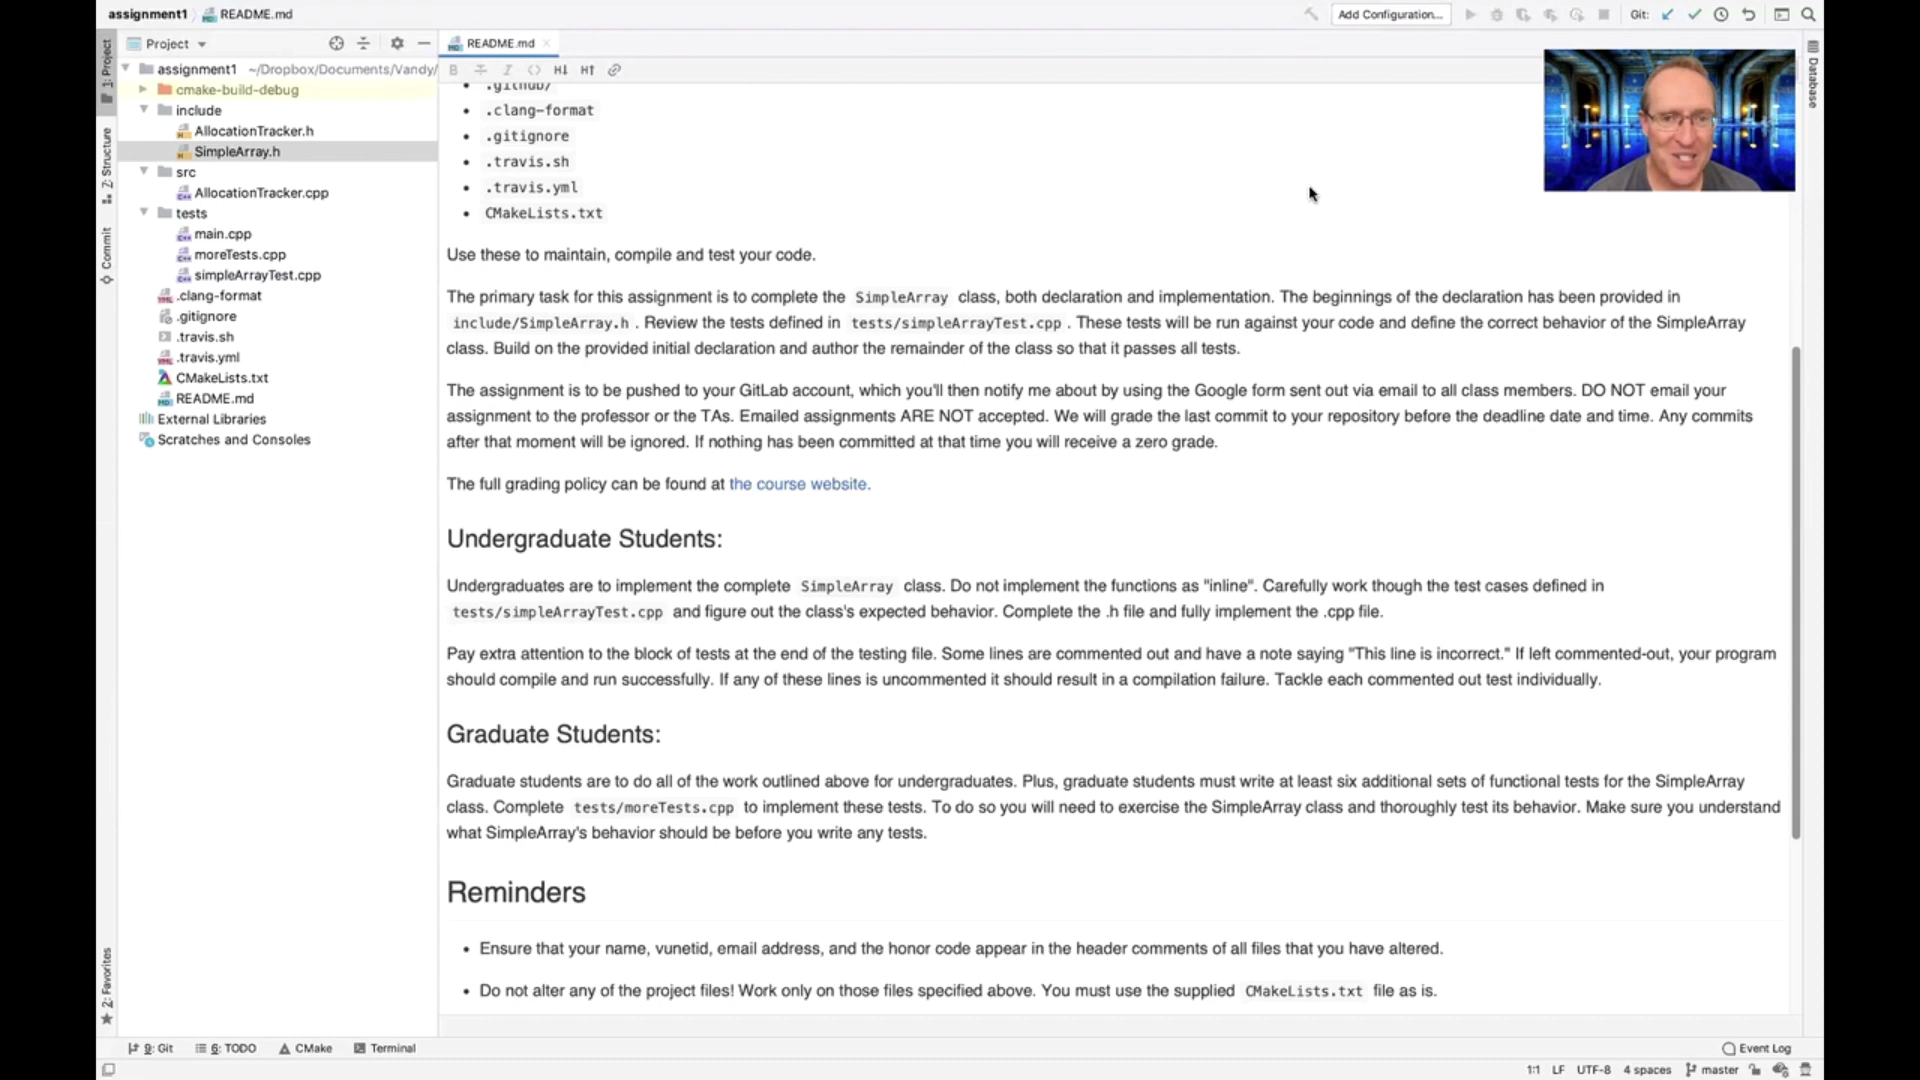 assignment1 README.md
Add Configuration...
Git:
Project
README.md
1: Project
Z: Structure
Commit
2: Favorites
Database
assignment1 ~/Dropbox/Documents/Vandy/
cmake-build-debug
include
AllocationTracker.h
SimpleArray.h
src
AllocationTracker.cpp
tests
main.cpp
moreTests.cpp
simpleArrayTest.cpp
.clang-format
.gitignore
.travis.sh
.travis.yml
CMakeLists.txt
README.md
External Libraries
Scratches and Consoles
B I <> H↓ H↑
• .github/
• .clang-format
• .gitignore
• .travis.sh
• .travis.yml
• CMakeLists.txt
Use these to maintain, compile and test your code.
The primary task for this assignment is to complete the SimpleArray class, both declaration and implementation. The beginnings of the declaration has been provided in
include/SimpleArray.h . Review the tests defined in tests/simpleArrayTest.cpp . These tests will be run against your code and define the correct behavior of the SimpleArray
class. Build on the provided initial declaration and author the remainder of the class so that it passes all tests.
The assignment is to be pushed to your GitLab account, which you'll then notify me about by using the Google form sent out via email to all class members. DO NOT email your
assignment to the professor or the TAs. Emailed assignments ARE NOT accepted. We will grade the last commit to your repository before the deadline date and time. Any commits
after that moment will be ignored. If nothing has been committed at that time you will receive a zero grade.
The full grading policy can be found at the course website.
Undergraduate Students:
Undergraduates are to implement the complete SimpleArray class. Do not implement the functions as "inline". Carefully work though the test cases defined in
tests/simpleArrayTest.cpp and figure out the class's expected behavior. Complete the .h file and fully implement the .cpp file.
Pay extra attention to the block of tests at the end of the testing file. Some lines are commented out and have a note saying "This line is incorrect." If left commented-out, your program
should compile and run successfully. If any of these lines is uncommented it should result in a compilation failure. Tackle each commented out test individually.
Graduate Students:
Graduate students are to do all of the work outlined above for undergraduates. Plus, graduate students must write at least six additional sets of functional tests for the SimpleArray
class. Complete tests/moreTests.cpp to implement these tests. To do so you will need to exercise the SimpleArray class and thoroughly test its behavior. Make sure you understand
what SimpleArray's behavior should be before you write any tests.
Reminders
• Ensure that your name, vunetid, email address, and the honor code appear in the header comments of all files that you have altered.
• Do not alter any of the project files! Work only on those files specified above. You must use the supplied CMakeLists.txt file as is.
9: Git 6: TODO CMake Terminal
Event Log
1:1 LF UTF-8 4 spaces master